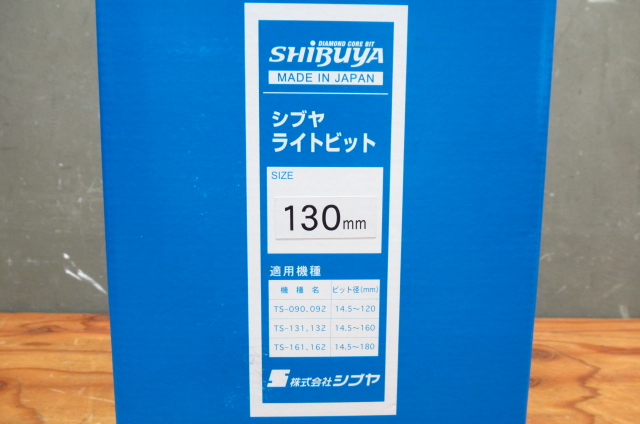 DIAMOND CORE BIT
SHiBUYA
MADE IN JAPAN
シブヤ
ライトビット
SIZE
130mm
適用機種
機種名 ビット径(mm)
TS-090,092 14.5～120
TS-131,132 14.5～160
TS-161,162 14.5～180
株式会社シブヤ